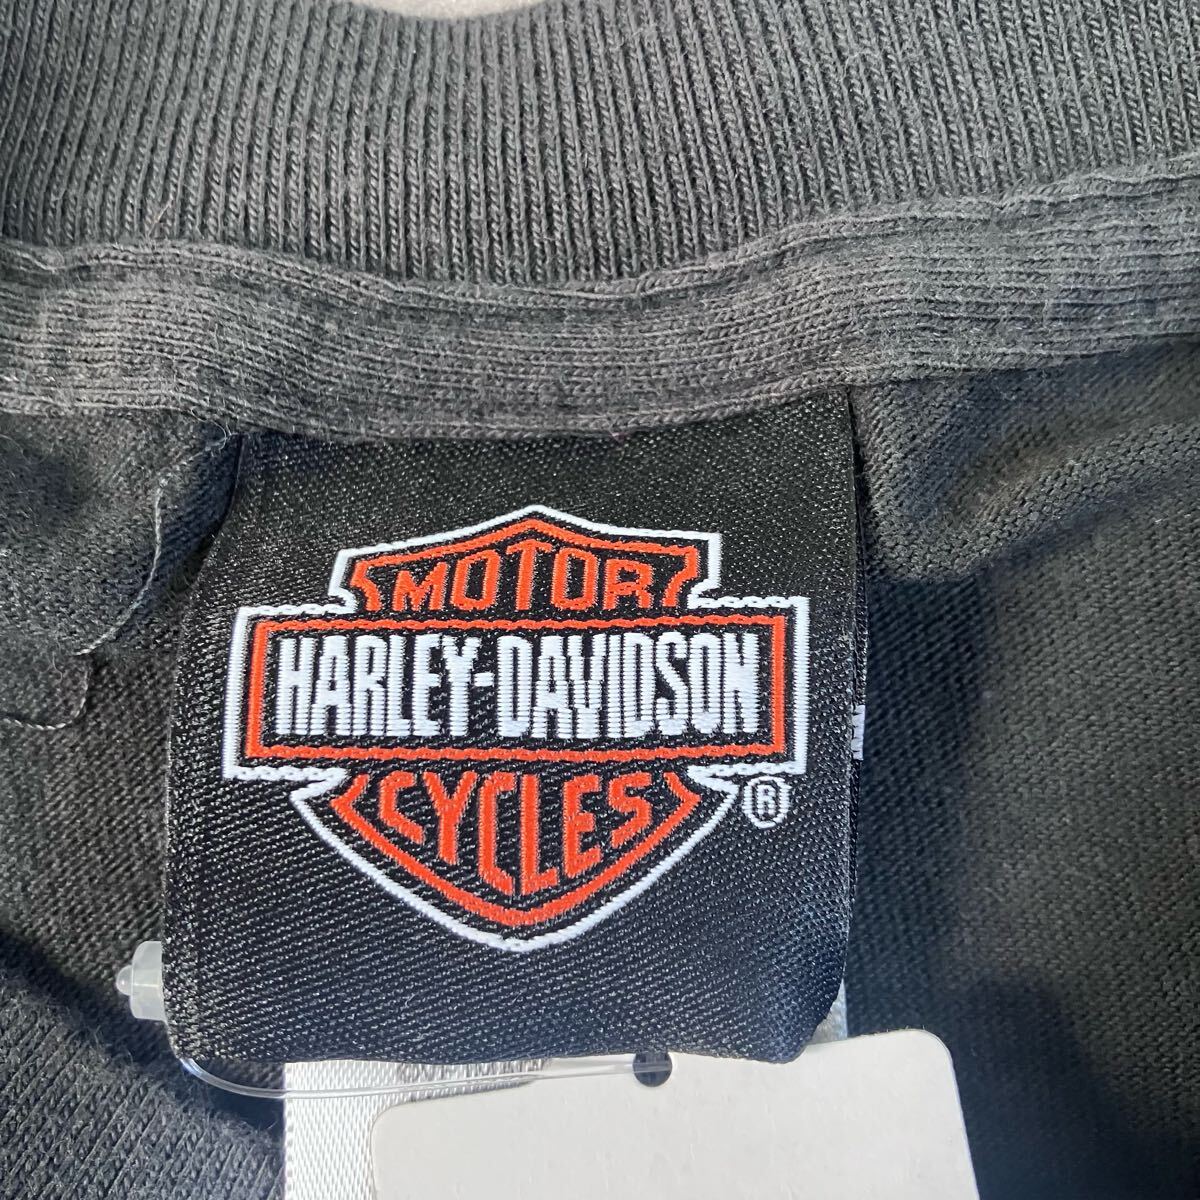 MOTOR
HARLEY-DAVIDSON
CYCLES
®